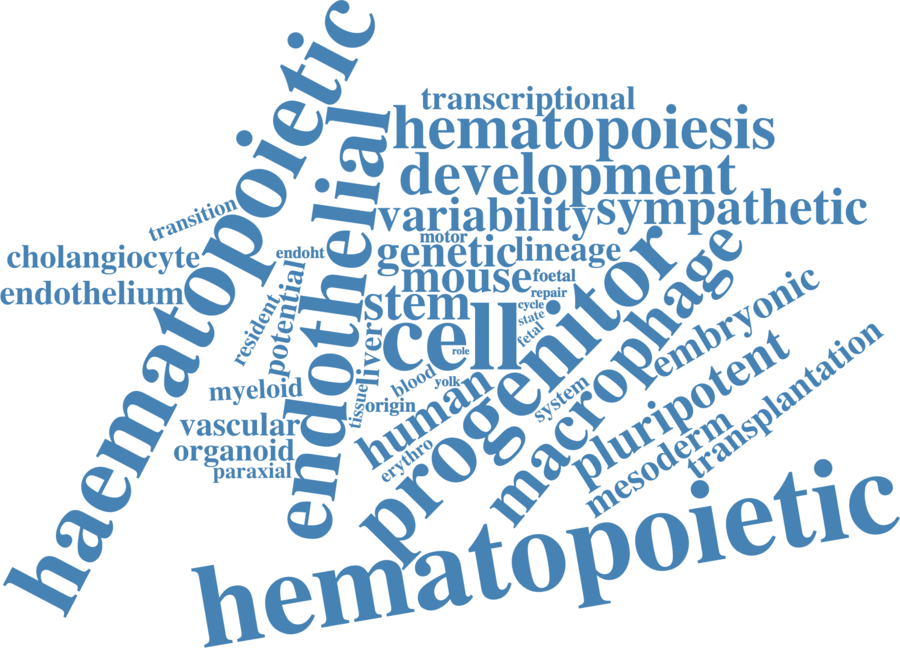 haematopoietic
transcriptional
hematopoiesis
endothelial
development
transition
variability
sympathetic
motor
cholangiocyte
endoht
genetic
lineage
mouse
foetal
endothelium
potential
resident
stem
repair
cycle
state
fetal
cell
role
liver
progenitor
macrophage
embryonic
myeloid
tissue
blood
yolk
origin
human
system
pluripotent
transplantation
vascular
organoid
paraxial
erythro
mesoderm
hematopoietic